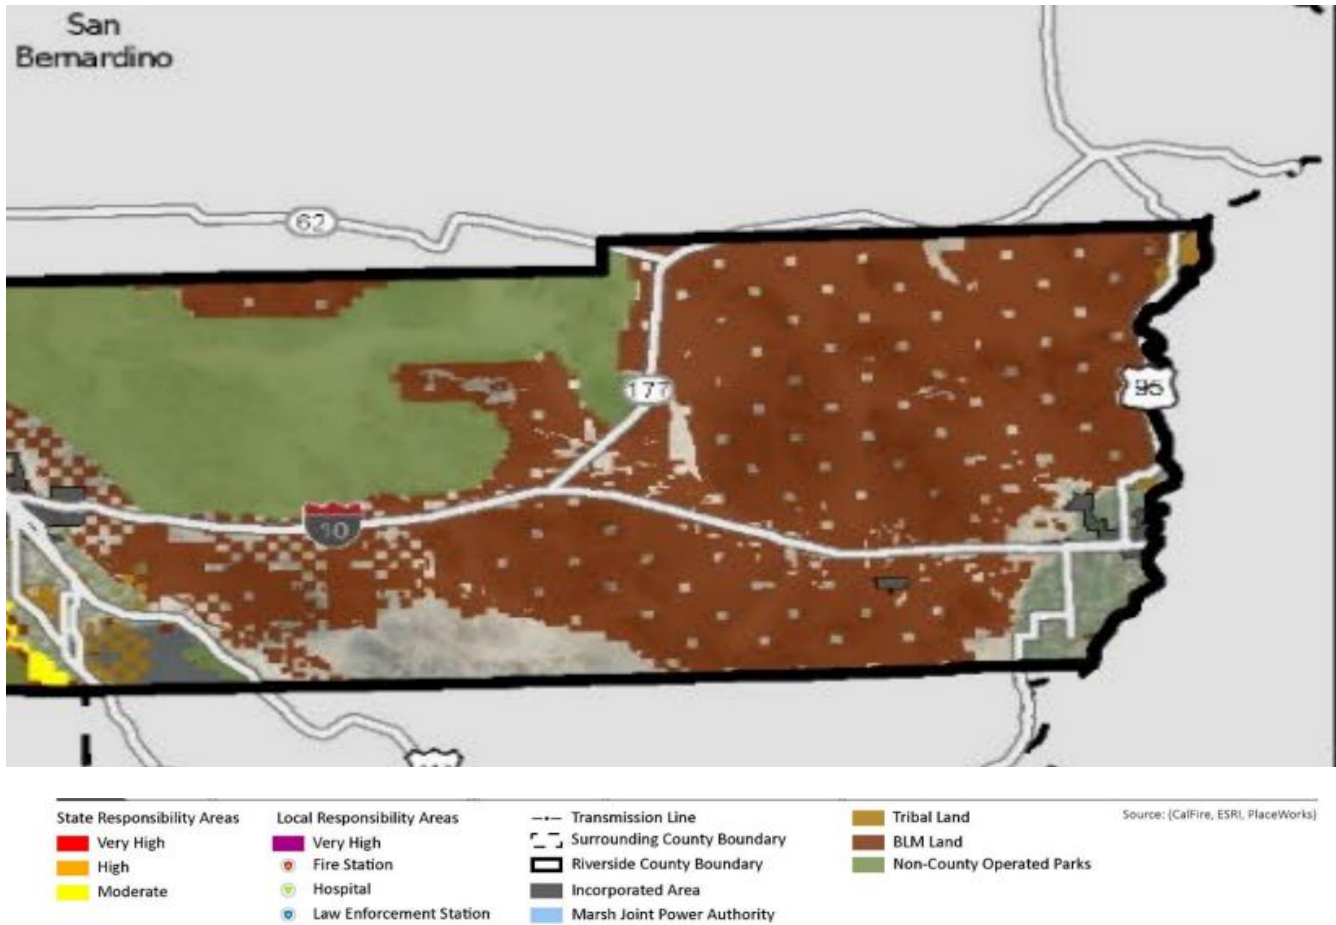 San
Bernardino
62
177
95
10
State Responsibility Areas
Very High
High
Moderate
Local Responsibility Areas
Very High
Fire Station
Hospital
Law Enforcement Station
Transmission Line
Surrounding County Boundary
Riverside County Boundary
Incorporated Area
Marsh Joint Power Authority
Tribal Land
BLM Land
Non-County Operated Parks
Source: (CalFire, ESRI, PlaceWorks)